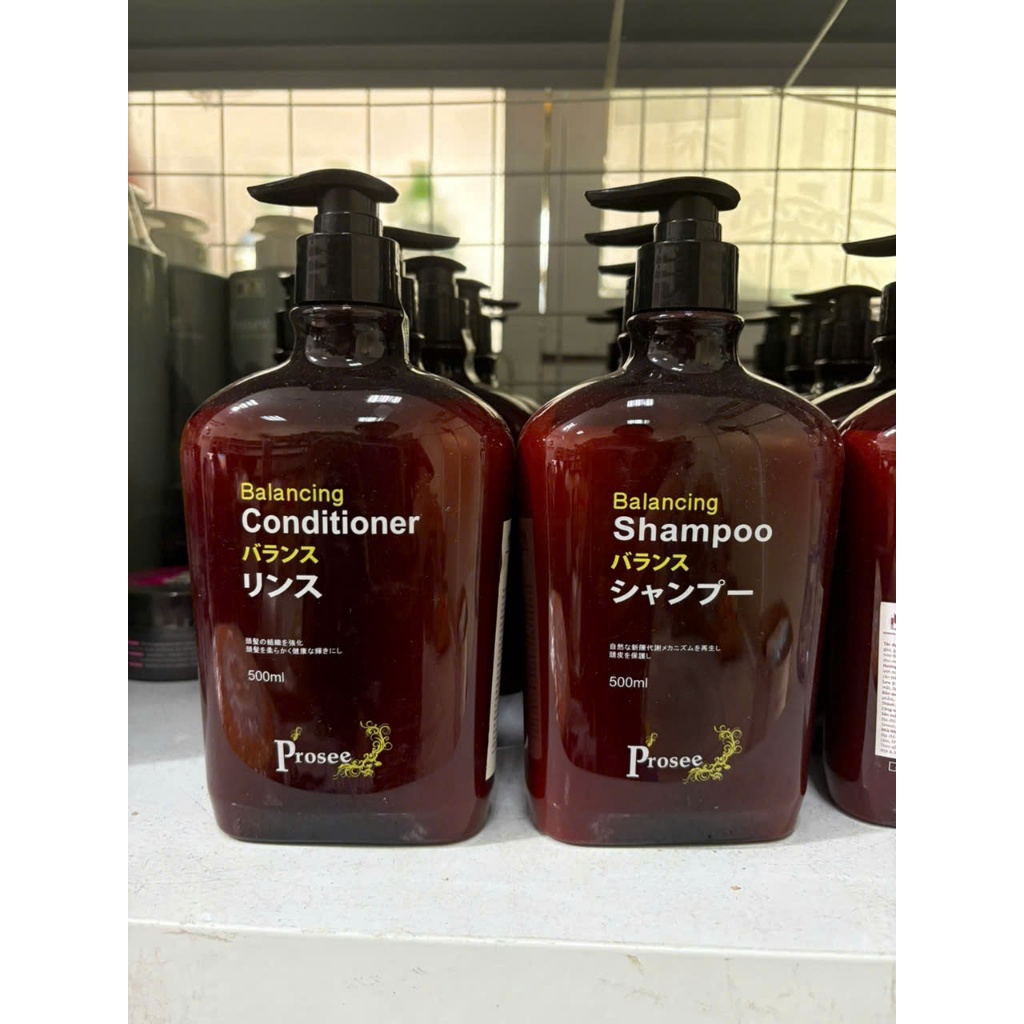 Balancing
Conditioner
バランス
リンス
頭髪の組織を強化
頭髪を柔らかく健康な輝きにし
500ml
Prosee
Balancing
Shampoo
バランス
シャンプー
自然な新陳代謝メカニズムを再生し
頭皮を保護し
500ml
Prosee